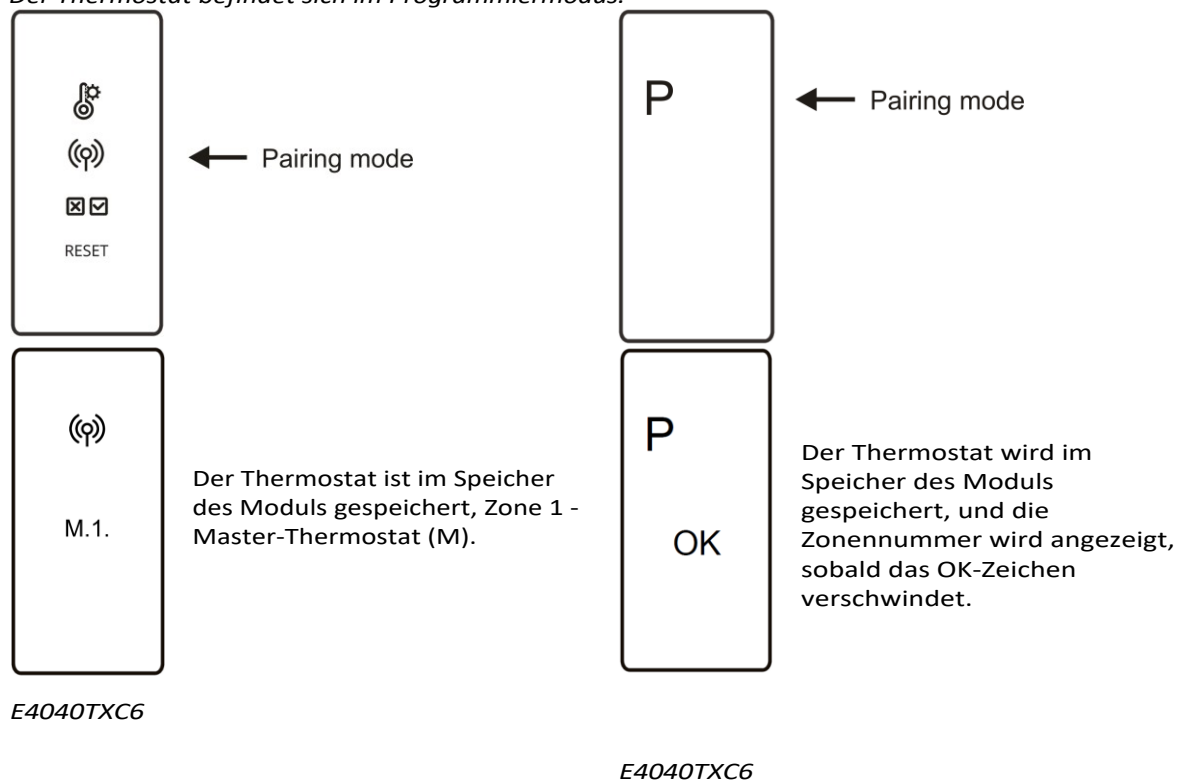 Der Thermostat befindet sich im Programmiermodus.
Pairing mode
RESET
P
Pairing mode
M.1.
Der Thermostat ist im Speicher
des Moduls gespeichert, Zone 1 -
Master-Thermostat (M).
P
OK
Der Thermostat wird im
Speicher des Moduls
gespeichert, und die
Zonennummer wird angezeigt,
sobald das OK-Zeichen
verschwindet.
E4040TXC6
E4040TXC6